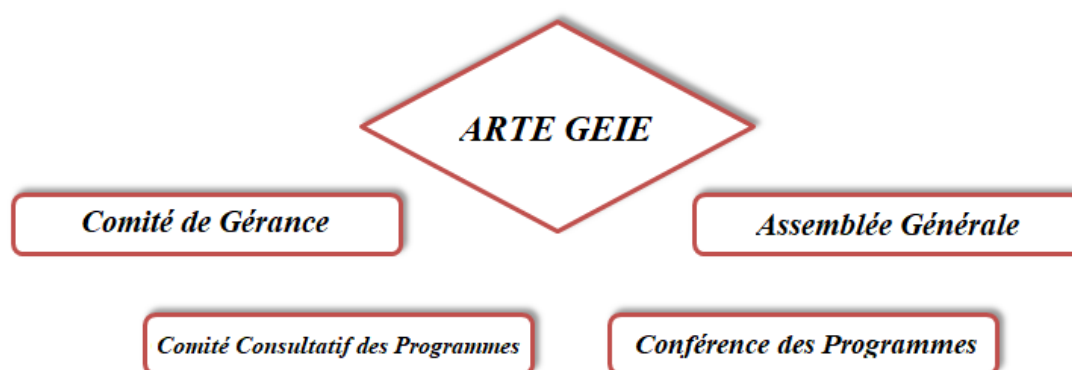 ARTE GEIE
Comité de Gérance
Assemblée Générale
Comité Consultatif des Programmes
Conférence des Programmes